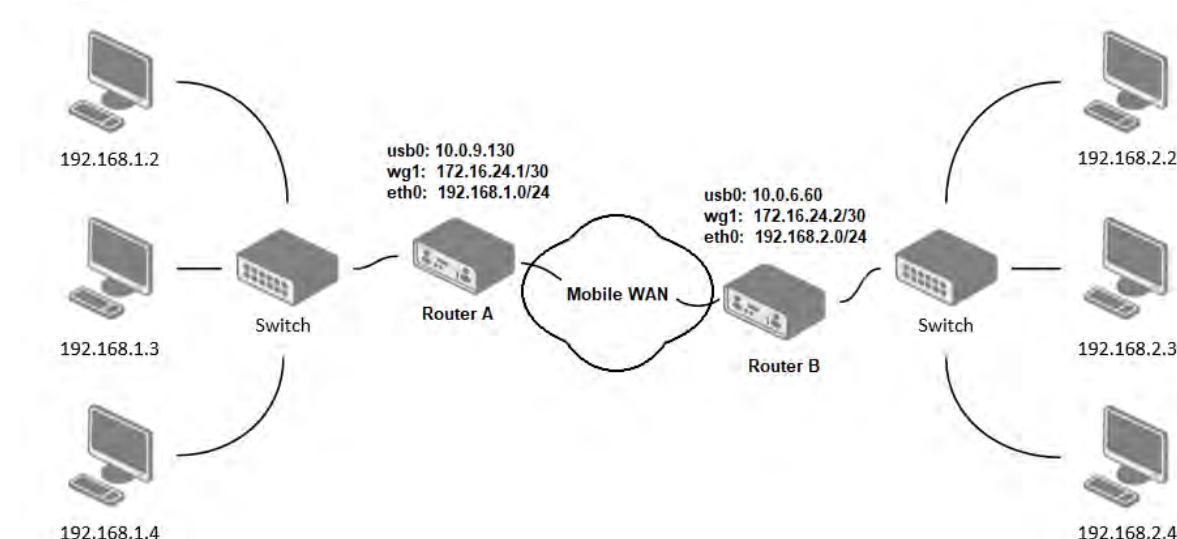 192.168.1.2
192.168.1.3
192.168.1.4
Switch
usb0: 10.0.9.130
wg1: 172.16.24.1/30
eth0: 192.168.1.0/24
Router A
Mobile WAN
usb0: 10.0.6.60
wg1: 172.16.24.2/30
eth0: 192.168.2.0/24
Router B
Switch
192.168.2.2
192.168.2.3
192.168.2.4